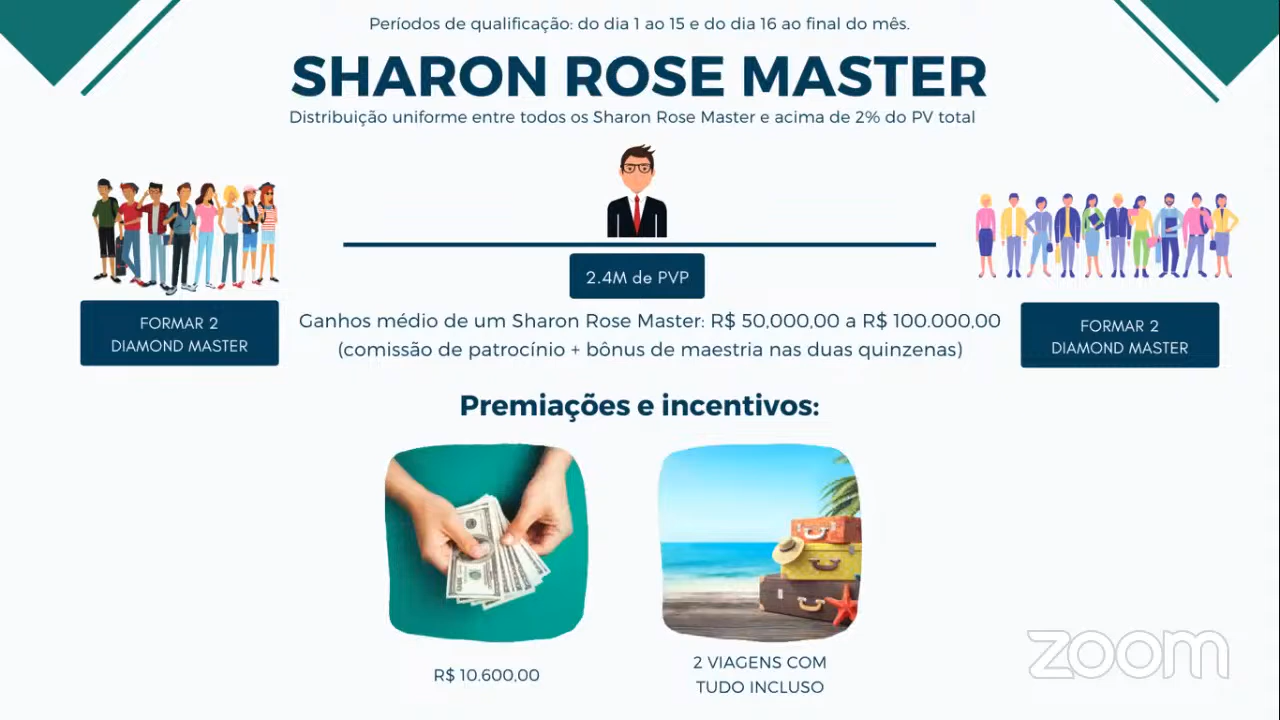 Períodos de qualificação: do dia 1 ao 15 e do dia 16 ao final do mês.
SHARON ROSE MASTER
Distribuição uniforme entre todos os Sharon Rose Master e acima de 2% do PV total
2.4M de PVP
FORMAR 2
DIAMOND MASTER
Ganhos médio de um Sharon Rose Master: R$ 50,000,00 a R$ 100.000,00
(comissão de patrocínio + bônus de maestria nas duas quinzenas)
FORMAR 2
DIAMOND MASTER
Premiações e incentivos:
R$ 10.600,00
2 VIAGENS COM
TUDO INCLUSO
zoom